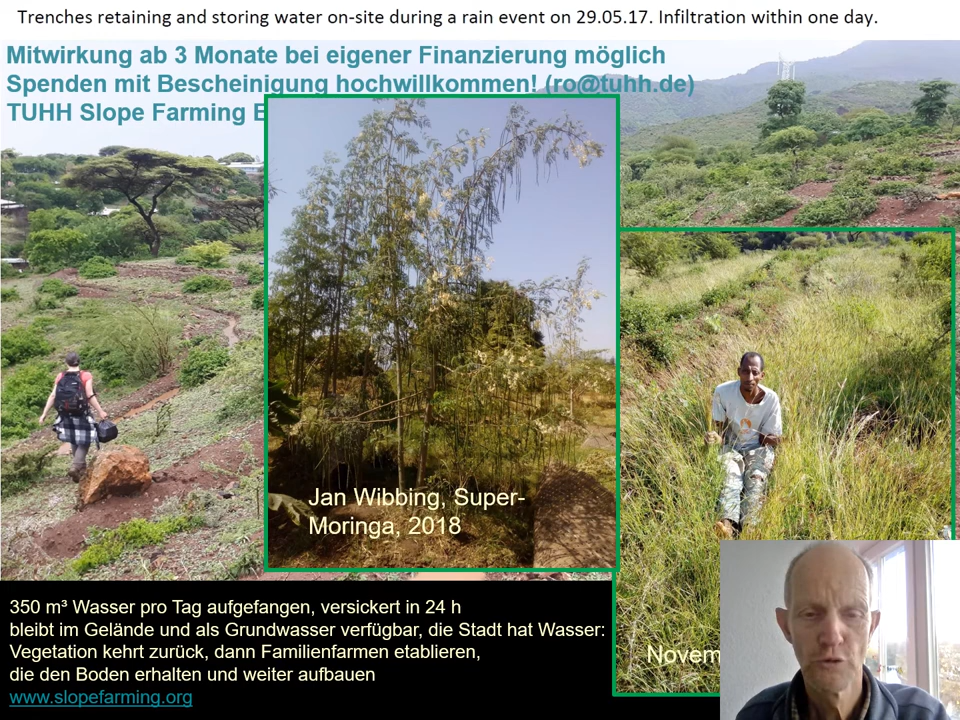 Trenches retaining and storing water on-site during a rain event on 29.05.17. Infiltration within one day.
Mitwirkung ab 3 Monate bei eigener Finanzierung möglich
Spenden mit Bescheinigung hochwillkommen! (ro@tuhh.de)
TUHH Slope Farming
Jan Wibbing, Super-
Moringa, 2018
350 m³ Wasser pro Tag aufgefangen, versickert in 24 h
bleibt im Gelände und als Grundwasser verfügbar, die Stadt hat Wasser:
Vegetation kehrt zurück, dann Familienfarmen etablieren,
die den Boden erhalten und weiter aufbauen
www.slopefarming.org